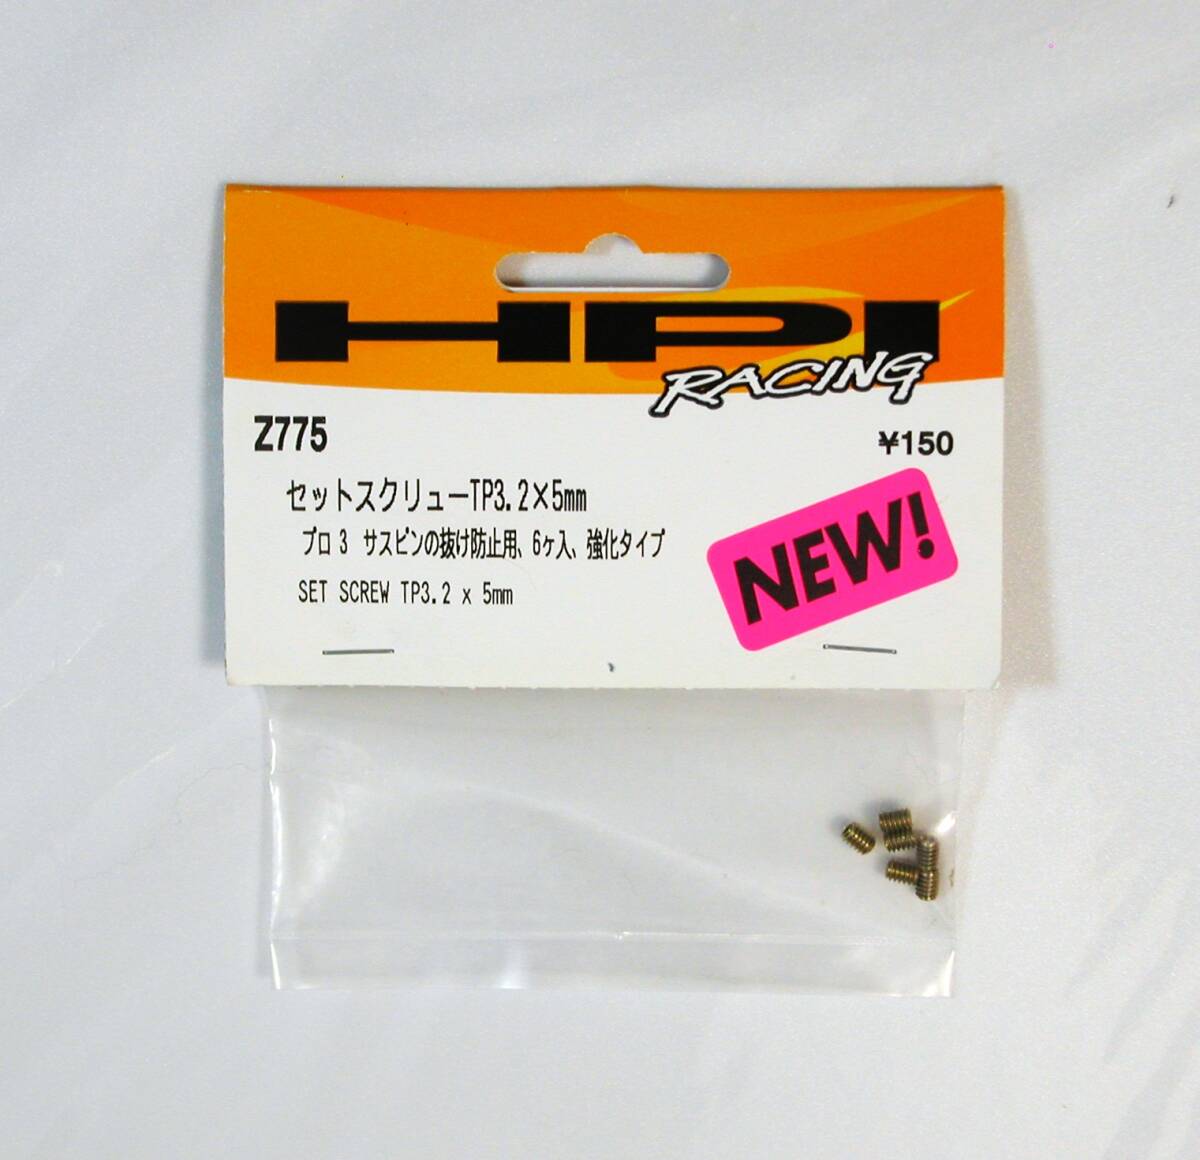 HPI
RACING
Z775
¥150
セットスクリューTP3.2×5mm
プロ3 サスピンの抜け防止用、6ケ入、強化タイプ
SET SCREW TP3.2 x 5mm
NEW!